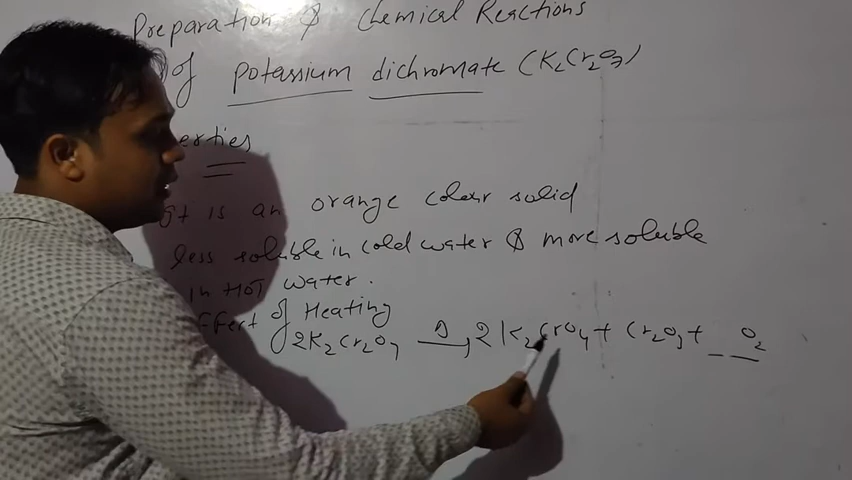 Preparation & Chemical Reactions
of potassium dichromate (K2Cr2O7)
erties
It is an orange colour solid
less soluble in cold water & more soluble
in HOT water.
Effect of Heating
2K2Cr2O7 Δ→ 2K2CrO4 + Cr2O3 + __ O2